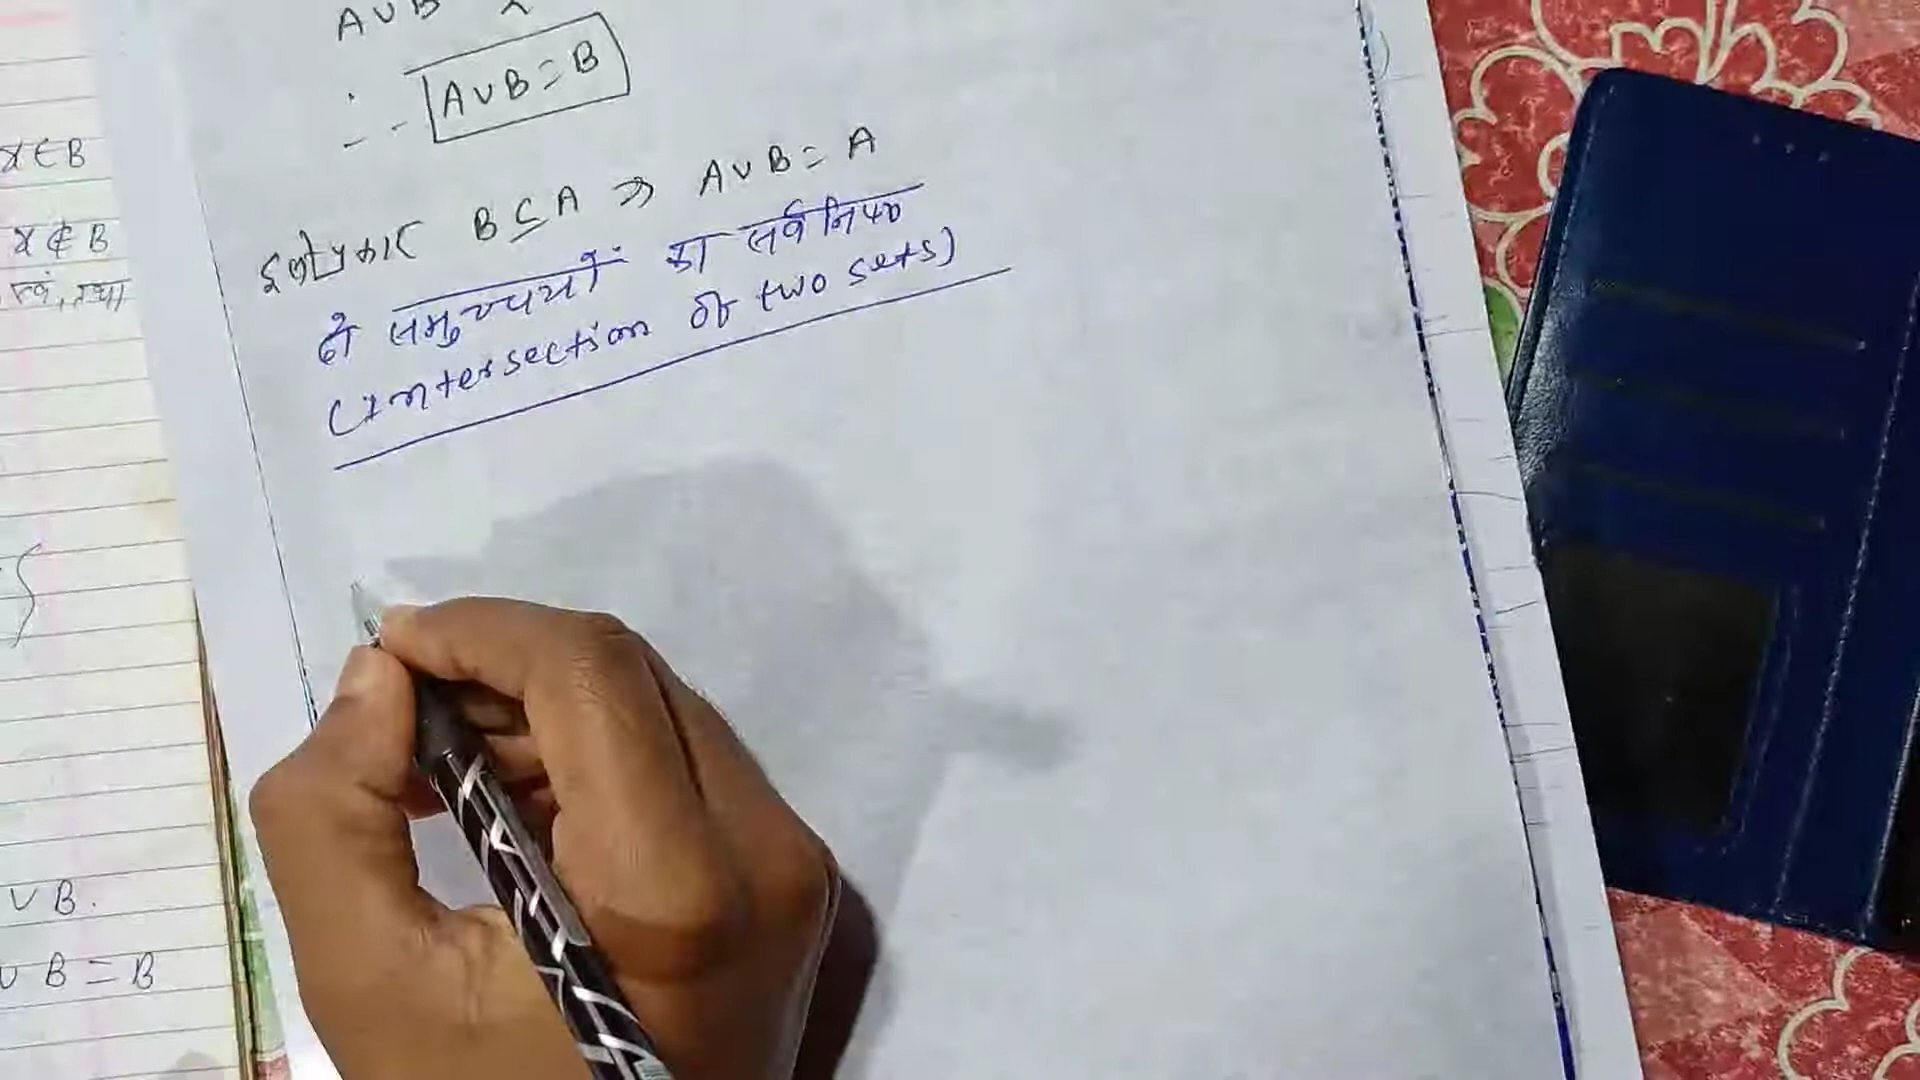 A∪B
∴ A∪B=B
इसी प्रकार B⊆A ⇒ A∪B=A
दो समुच्चयों का सर्वनिष्ठ
(Intersection of two sets)
x∈B
x∉B
एवं, तथा
∪B.
∪B=B